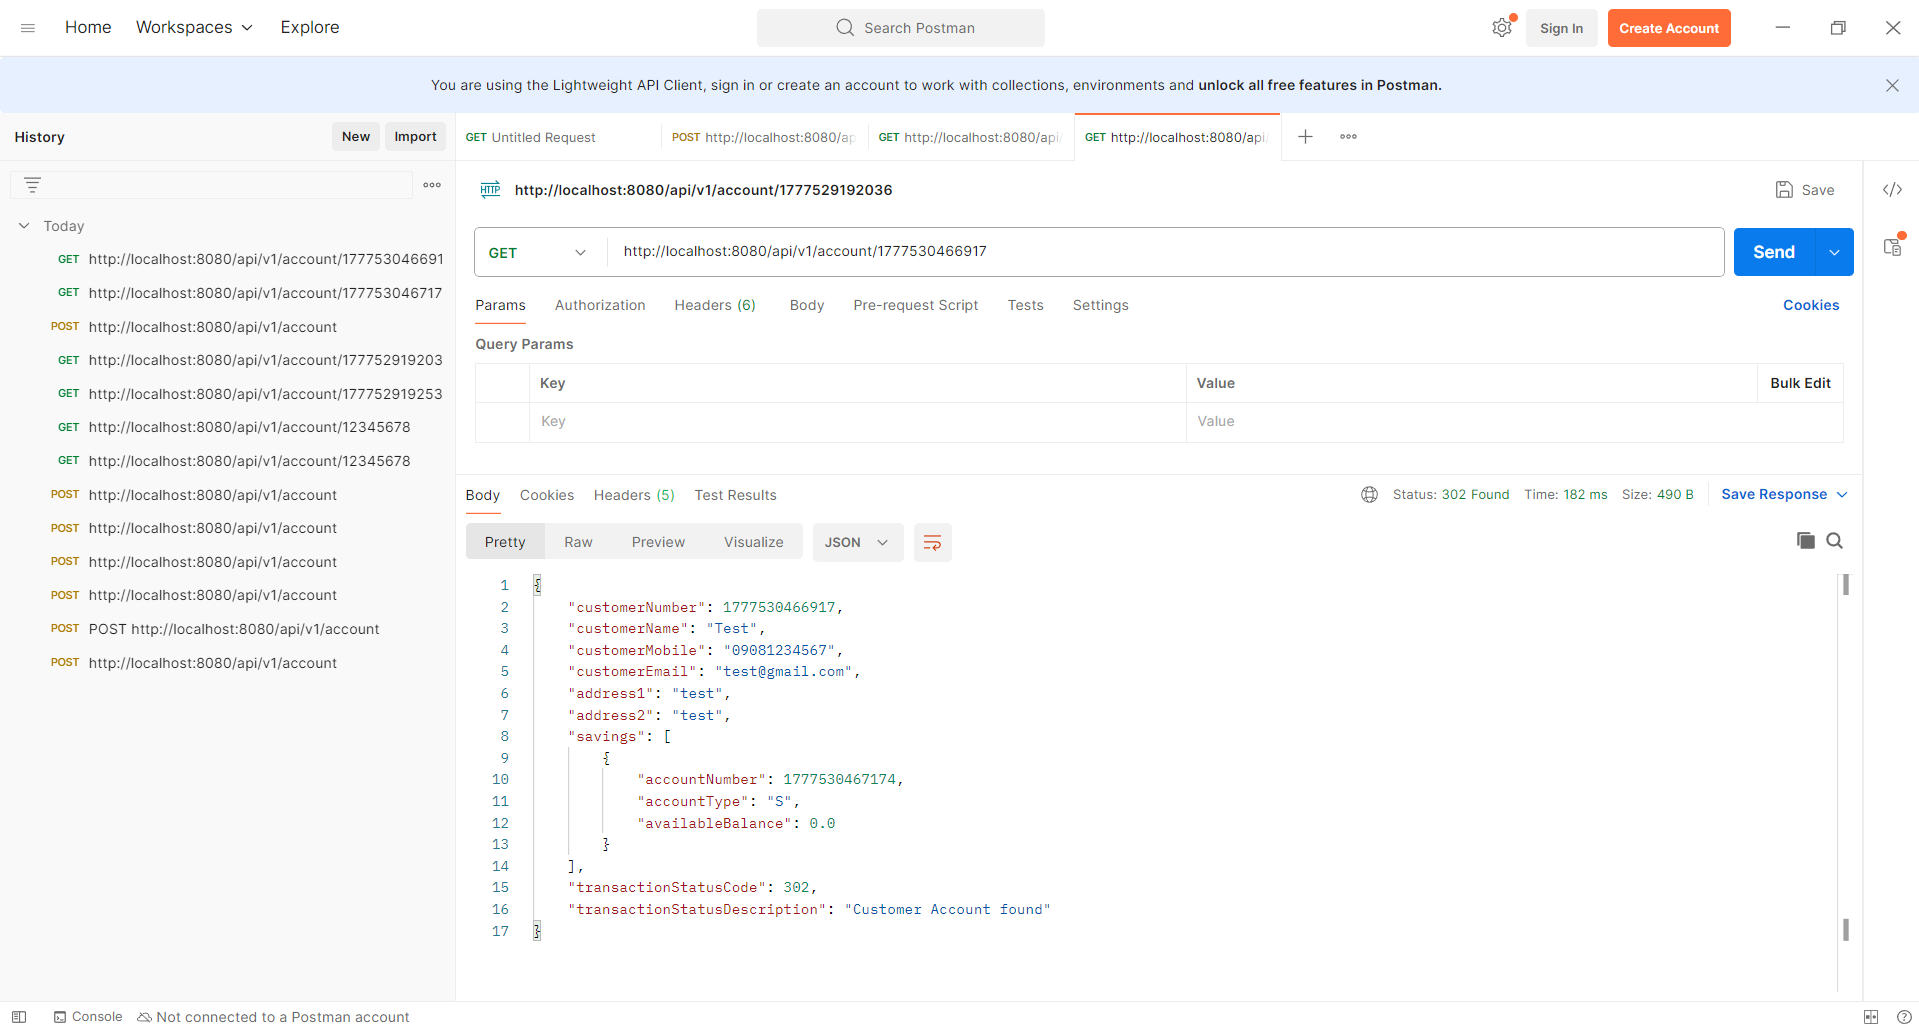 Home Workspaces Explore Search Postman Sign In Create Account
You are using the Lightweight API Client, sign in or create an account to work with collections, environments and unlock all free features in Postman.
History New Import
GET Untitled Request POST http://localhost:8080/ap GET http://localhost:8080/api/ GET http://localhost:8080/api/
HTTP http://localhost:8080/api/v1/account/1777529192036 Save
Today
GET http://localhost:8080/api/v1/account/177753046691
GET http://localhost:8080/api/v1/account/177753046717
POST http://localhost:8080/api/v1/account
GET http://localhost:8080/api/v1/account/177752919203
GET http://localhost:8080/api/v1/account/177752919253
GET http://localhost:8080/api/v1/account/12345678
GET http://localhost:8080/api/v1/account/12345678
POST http://localhost:8080/api/v1/account
POST http://localhost:8080/api/v1/account
POST http://localhost:8080/api/v1/account
POST http://localhost:8080/api/v1/account
POST POST http://localhost:8080/api/v1/account
POST http://localhost:8080/api/v1/account
GET http://localhost:8080/api/v1/account/1777530466917 Send
Params Authorization Headers (6) Body Pre-request Script Tests Settings Cookies
Query Params
Key Value Bulk Edit
Key Value
Body Cookies Headers (5) Test Results Status: 302 Found Time: 182 ms Size: 490 B Save Response
Pretty Raw Preview Visualize JSON
1 {
2 "customerNumber": 1777530466917,
3 "customerName": "Test",
4 "customerMobile": "09081234567",
5 "customerEmail": "test@gmail.com",
6 "address1": "test",
7 "address2": "test",
8 "savings": [
9 {
10 "accountNumber": 1777530467174,
11 "accountType": "S",
12 "availableBalance": 0.0
13 }
14 ],
15 "transactionStatusCode": 302,
16 "transactionStatusDescription": "Customer Account found"
17 }
Console Not connected to a Postman account